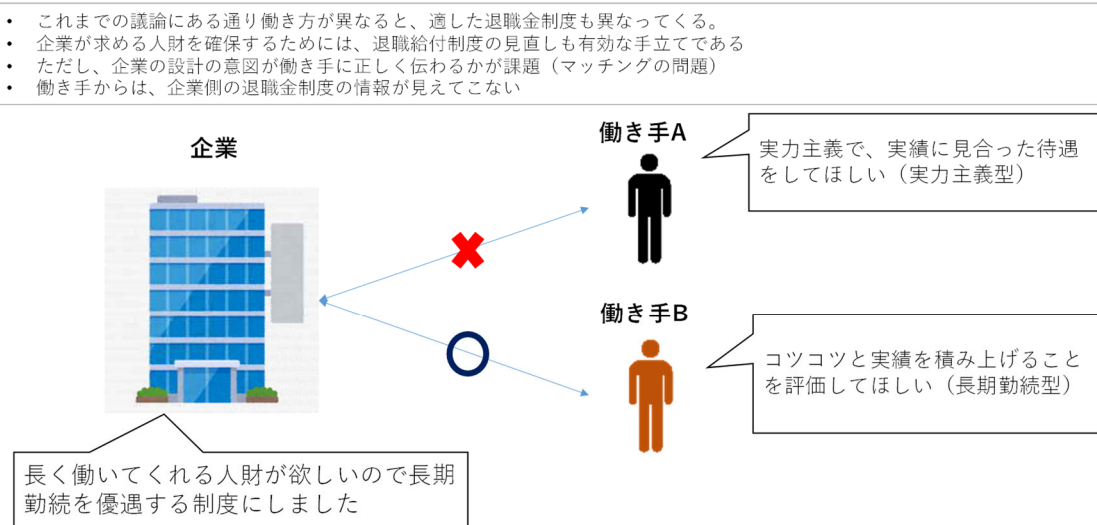 • これまでの議論にある通り働き方が異なると、適した退職金制度も異なってくる。
• 企業が求める人財を確保するためには、退職給付制度の見直しも有効な手立てである
• ただし、企業の設計の意図が働き手に正しく伝わるかが課題（マッチングの問題）
• 働き手からは、企業側の退職金制度の情報が見えてこない
企業
働き手A
実力主義で、実績に見合った待遇
をしてほしい（実力主義型）
働き手B
コツコツと実績を積み上げること
を評価してほしい（長期勤続型）
長く働いてくれる人財が欲しいので長期
勤続を優遇する制度にしました